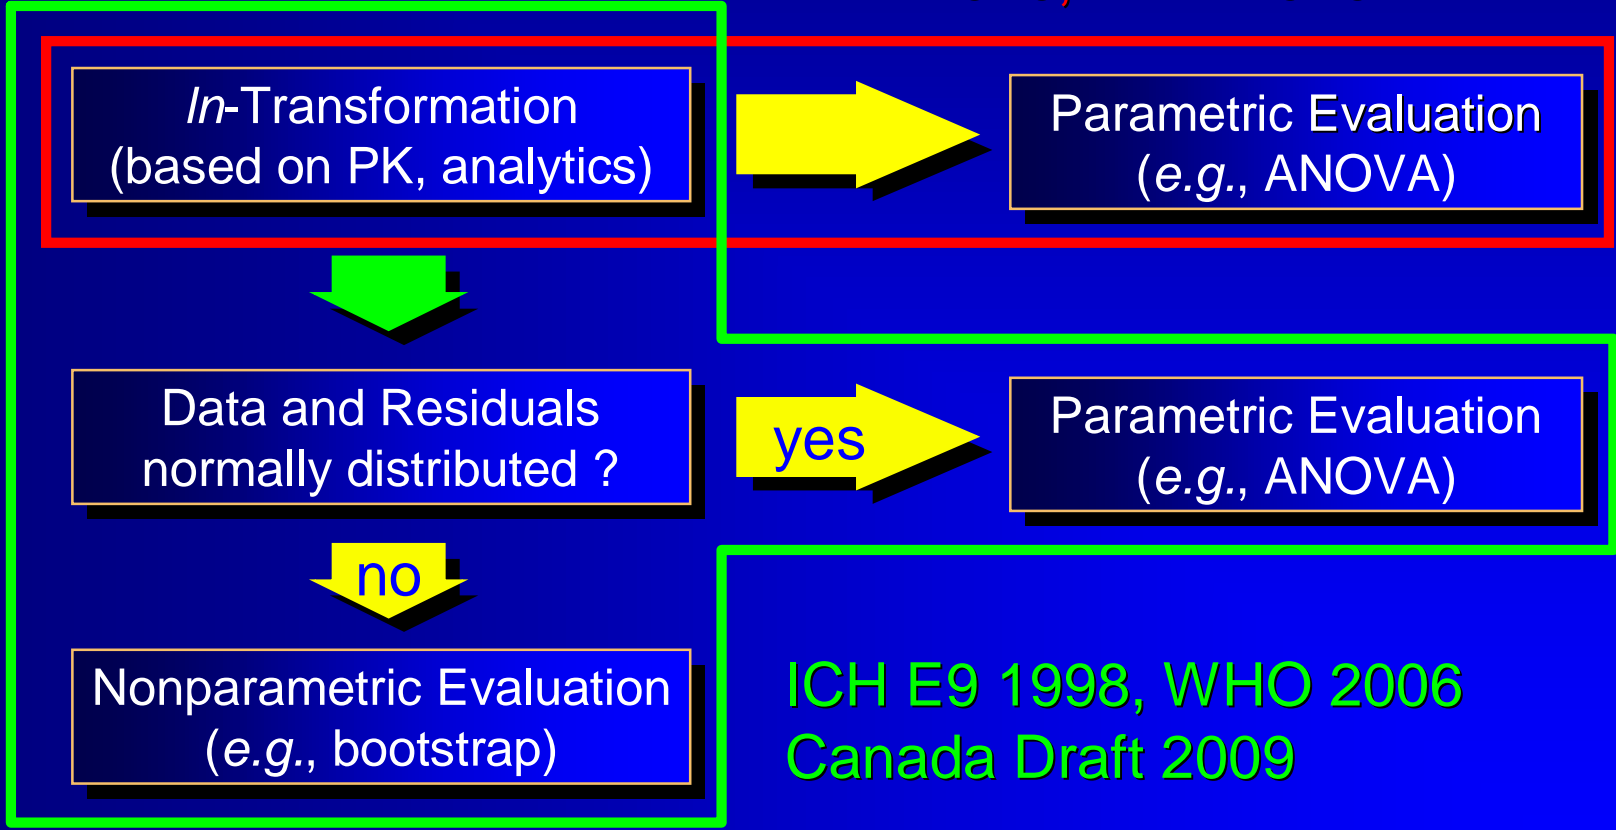 ln-Transformation
(based on PK, analytics)
Parametric Evaluation
(e.g., ANOVA)
Data and Residuals
normally distributed ?
yes
Parametric Evaluation
(e.g., ANOVA)
no
Nonparametric Evaluation
(e.g., bootstrap)
ICH E9 1998, WHO 2006
Canada Draft 2009